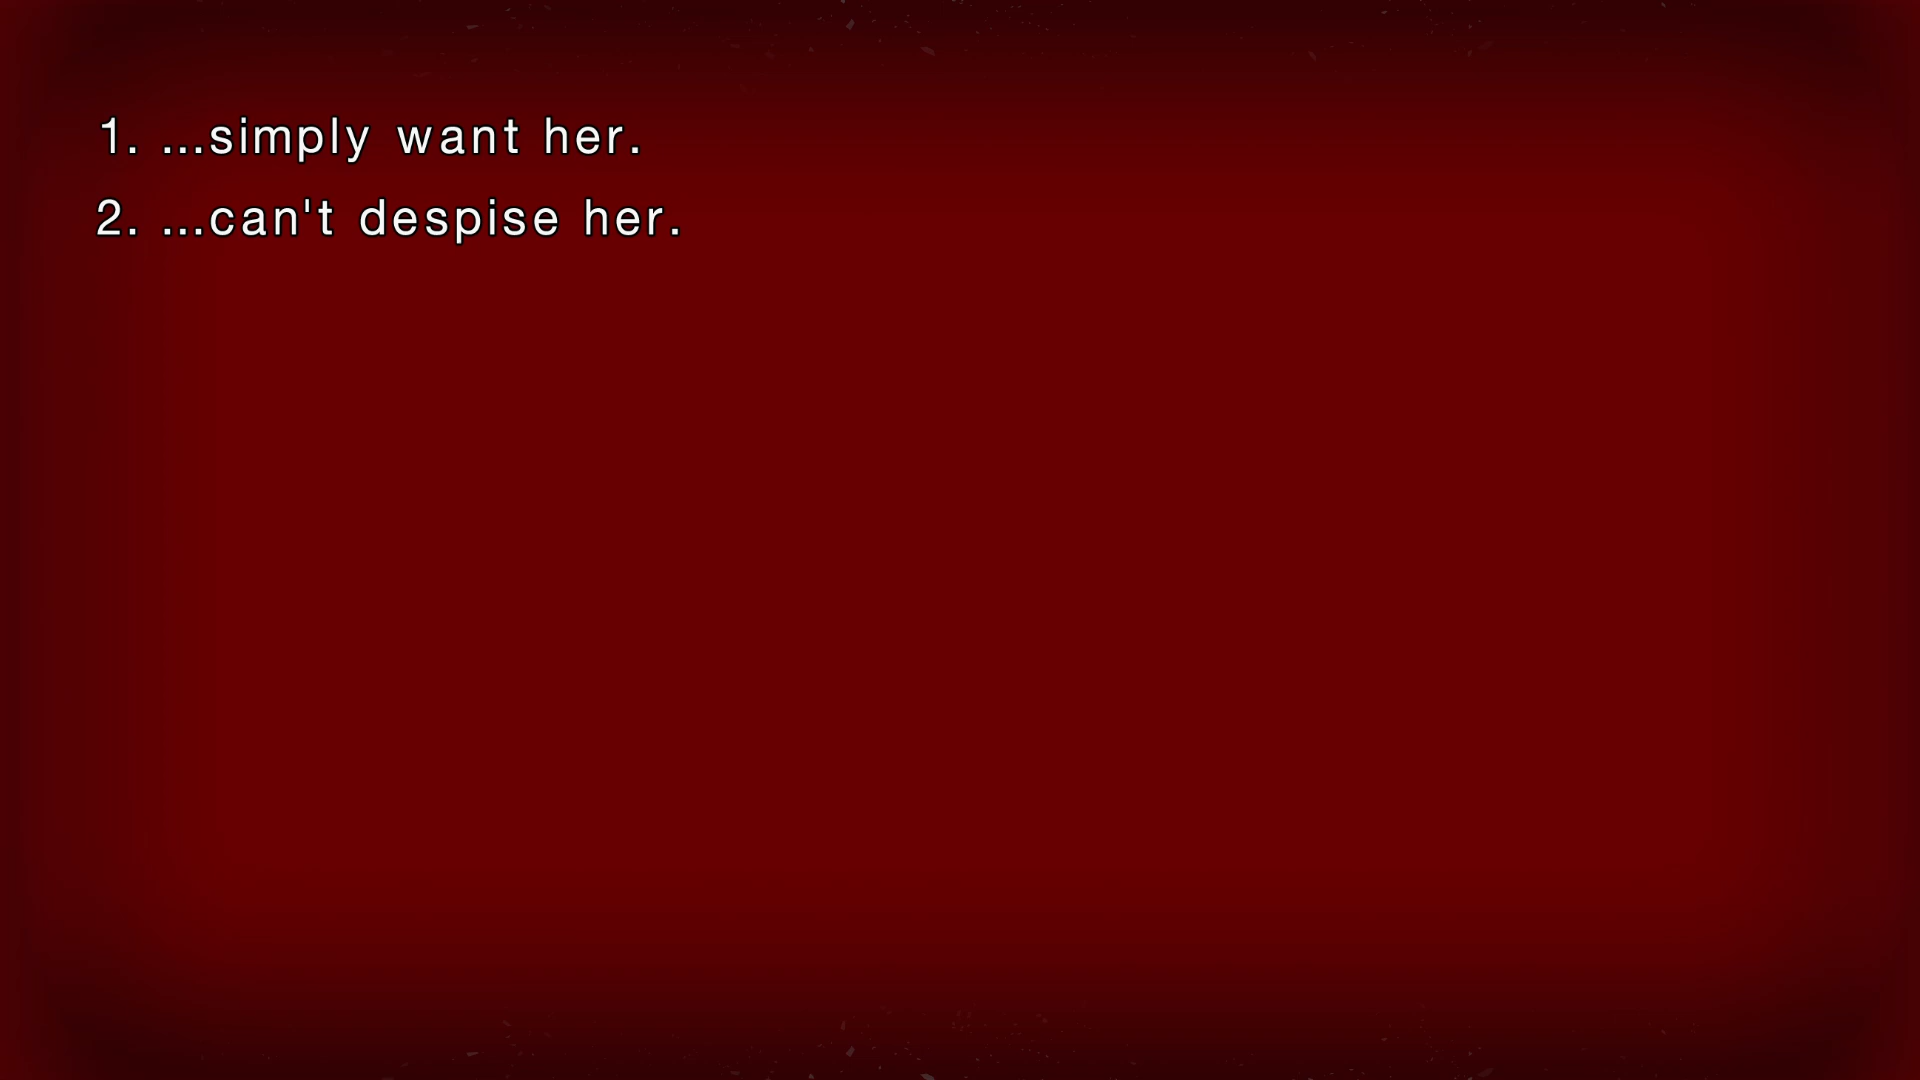 1. ...simply want her.
2. ...can't despise her.